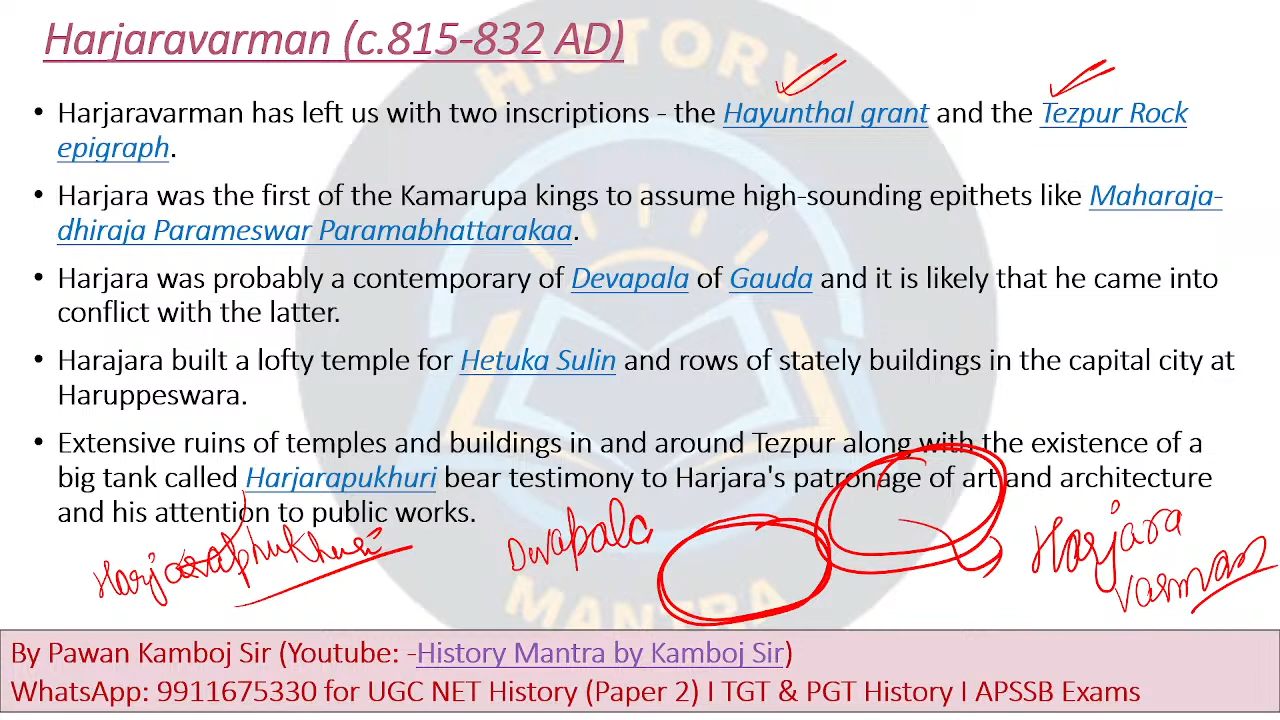 Harjaravarman (c.815-832 AD)
• Harjaravarman has left us with two inscriptions - the Hayunthal grant and the Tezpur Rock
epigraph.
• Harjara was the first of the Kamarupa kings to assume high-sounding epithets like Maharaja-
dhiraja Parameswar Paramabhattarakaa.
• Harjara was probably a contemporary of Devapala of Gauda and it is likely that he came into
conflict with the latter.
• Harajara built a lofty temple for Hetuka Sulin and rows of stately buildings in the capital city at
Haruppeswara.
• Extensive ruins of temples and buildings in and around Tezpur along with the existence of a
big tank called Harjarapukhuri bear testimony to Harjara's patronage of art and architecture
and his attention to public works.
Devapala
Harjara
varman
HISTORY
MANTRA
By Pawan Kamboj Sir (Youtube: -History Mantra by Kamboj Sir)
WhatsApp: 9911675330 for UGC NET History (Paper 2) I TGT & PGT History I APSSB Exams